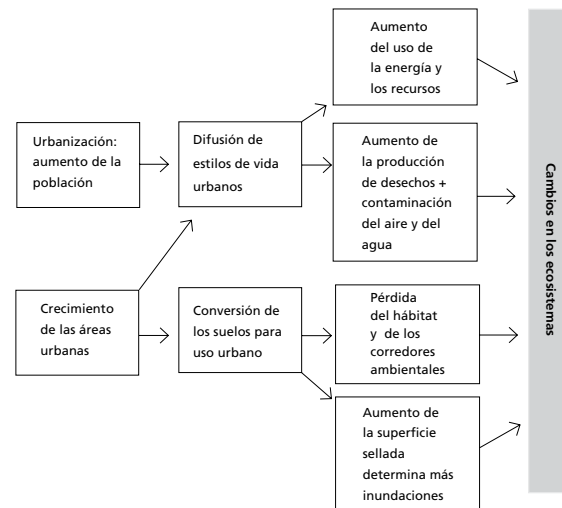 Aumento
del uso de
la energía y
los recursos
Urbanización:
aumento de la
población
Difusión de
estilos de vida
urbanos
Aumento de
la producción
de desechos +
contaminación
del aire y del
agua
Crecimiento
de las áreas
urbanas
Conversión de
los suelos para
uso urbano
Pérdida
del hábitat
y de los
corredores
ambientales
Aumento de
la superficie
sellada
determina más
inundaciones
Cambios en los ecosistemas